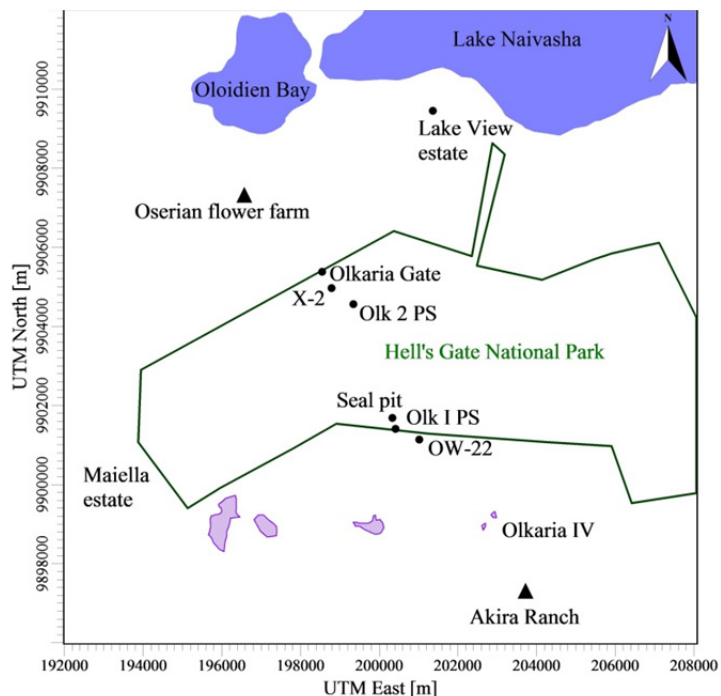 N
Lake Naivasha
Oloidien Bay
Lake View
estate
Oserian flower farm
Olkaria Gate
X-2
Olk 2 PS
Hell's Gate National Park
Seal pit
Olk I PS
OW-22
Maiella
estate
Olkaria IV
Akira Ranch
UTM North [m]
9910000
9908000
9906000
9904000
9902000
9900000
9898000
192000 194000 196000 198000 200000 202000 204000 206000 208000
UTM East [m]